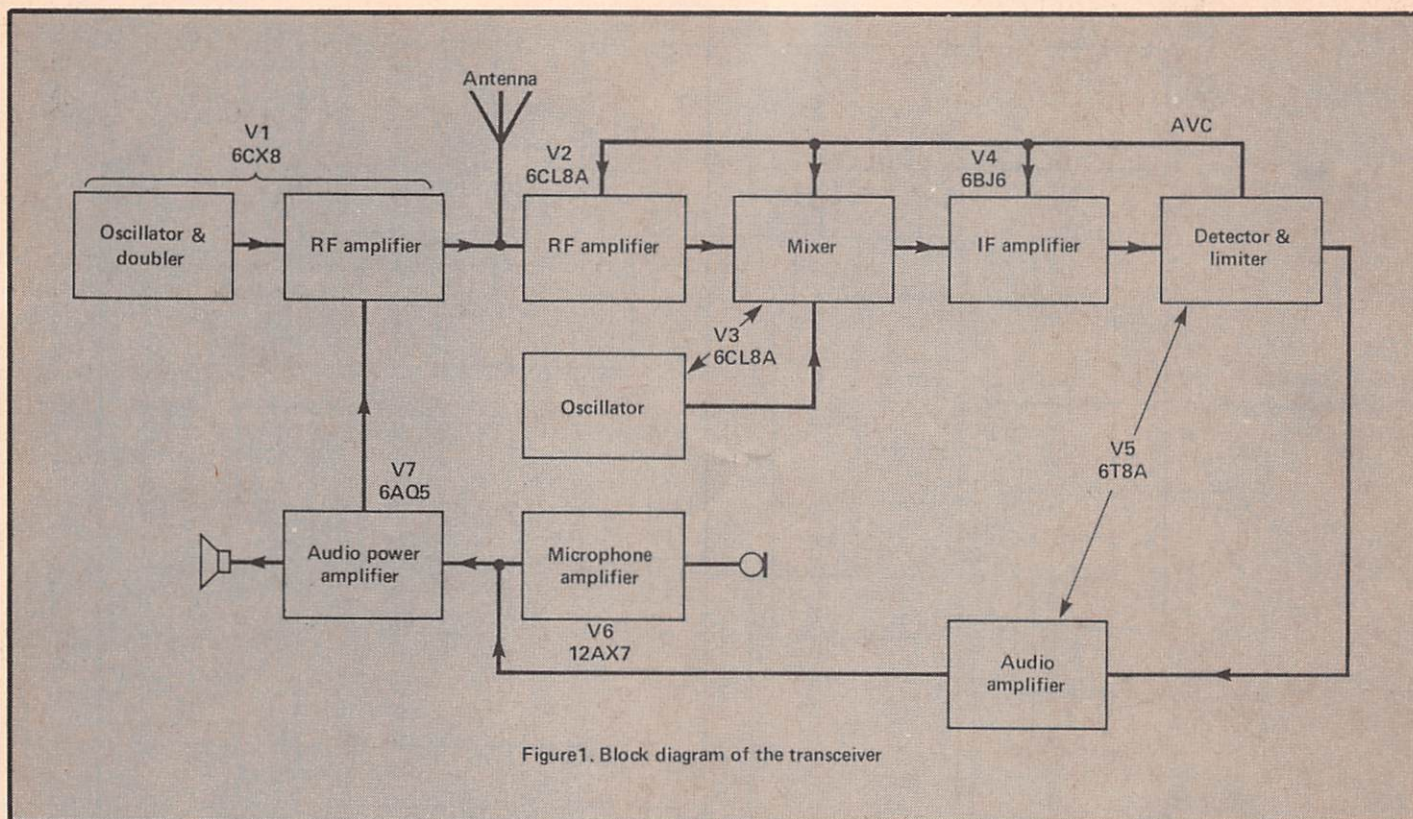 Antenna
V1
6CX8
V2
6CL8A
V4
6BJ6
AVC
Oscillator &
doubler
RF amplifier
RF amplifier
Mixer
IF amplifier
Detector &
limiter
V3
6CL8A
Oscillator
V5
6T8A
V7
6AQ5
Audio power
amplifier
Microphone
amplifier
V6
12AX7
Audio
amplifier
Figure1. Block diagram of the transceiver